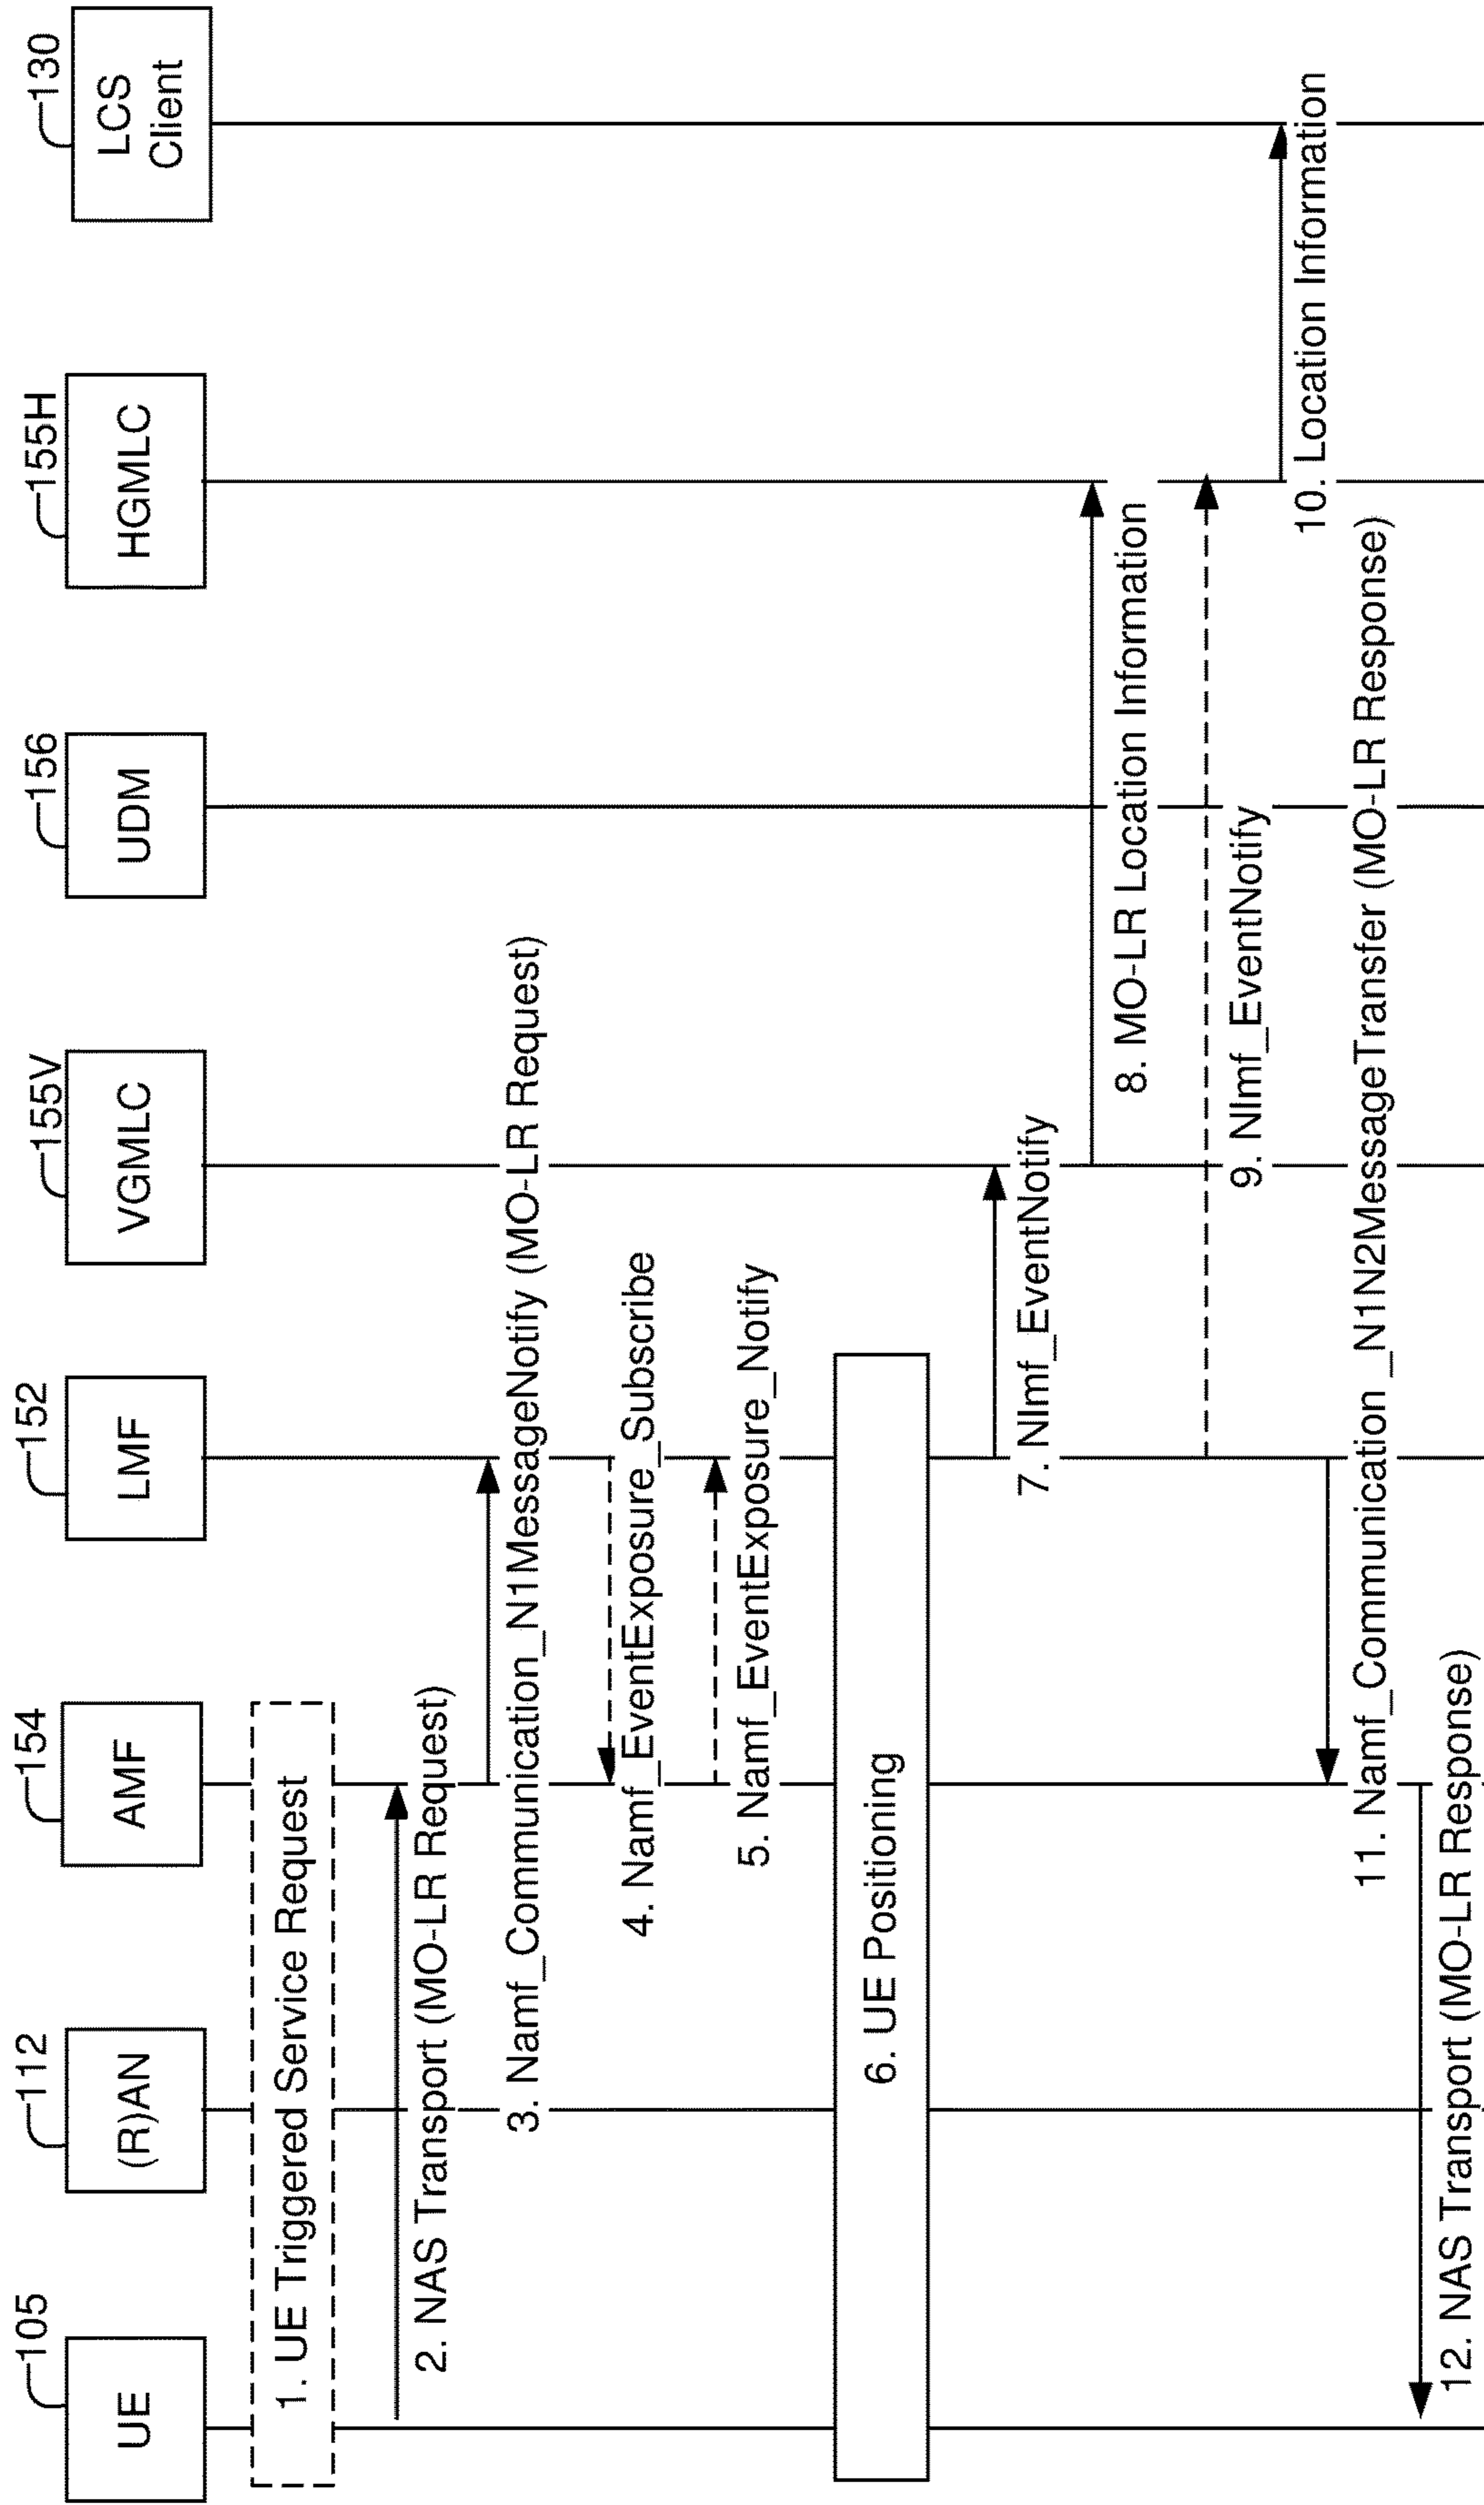 105
UE
112
(R)AN
154
AMF
152
LMF
155V
VGMLC
156
UDM
155H
HGMLC
130
LCS
Client
1. UE Triggered Service Request
2. NAS Transport (MO-LR Request)
3. Namf_Communication_N1MessageNotify (MO-LR Request)
4. Namf_EventExposure_Subscribe
5. Namf_EventExposure_Notify
6. UE Positioning
7. Nlmf_EventNotify
8. MO-LR Location Information
9. Nlmf_EventNotify
10. Location Information
11. Namf_Communication _N1N2MessageTransfer (MO-LR Response)
12. NAS Transport (MO-LR Response)